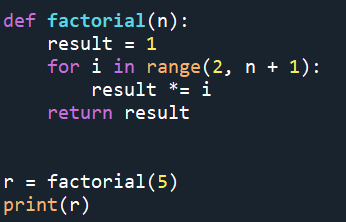 def factorial(n):
    result = 1
    for i in range(2, n + 1):
        result *= i
    return result


r = factorial(5)
print(r)